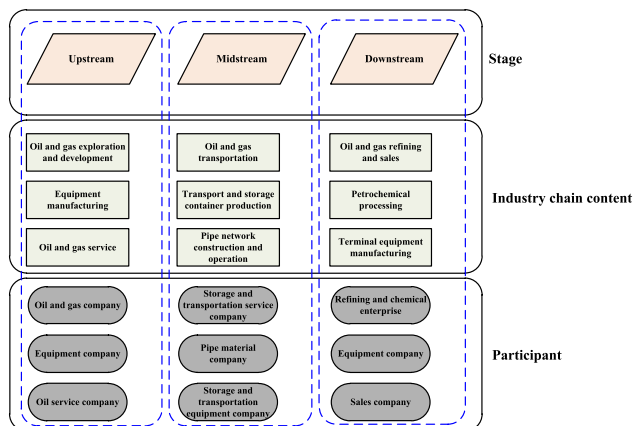 Upstream
Midstream
Downstream
Stage
Oil and gas exploration
and development
Oil and gas
transportation
Oil and gas refining
and sales
Equipment
manufacturing
Transport and storage
container production
Petrochemical
processing
Industry chain content
Oil and gas service
Pipe network
construction and
operation
Terminal equipment
manufacturing
Oil and gas company
Storage and
transportation service
company
Refining and chemical
enterprise
Equipment company
Pipe material
company
Equipment company
Participant
Oil service company
Storage and
transportation
equipment company
Sales company